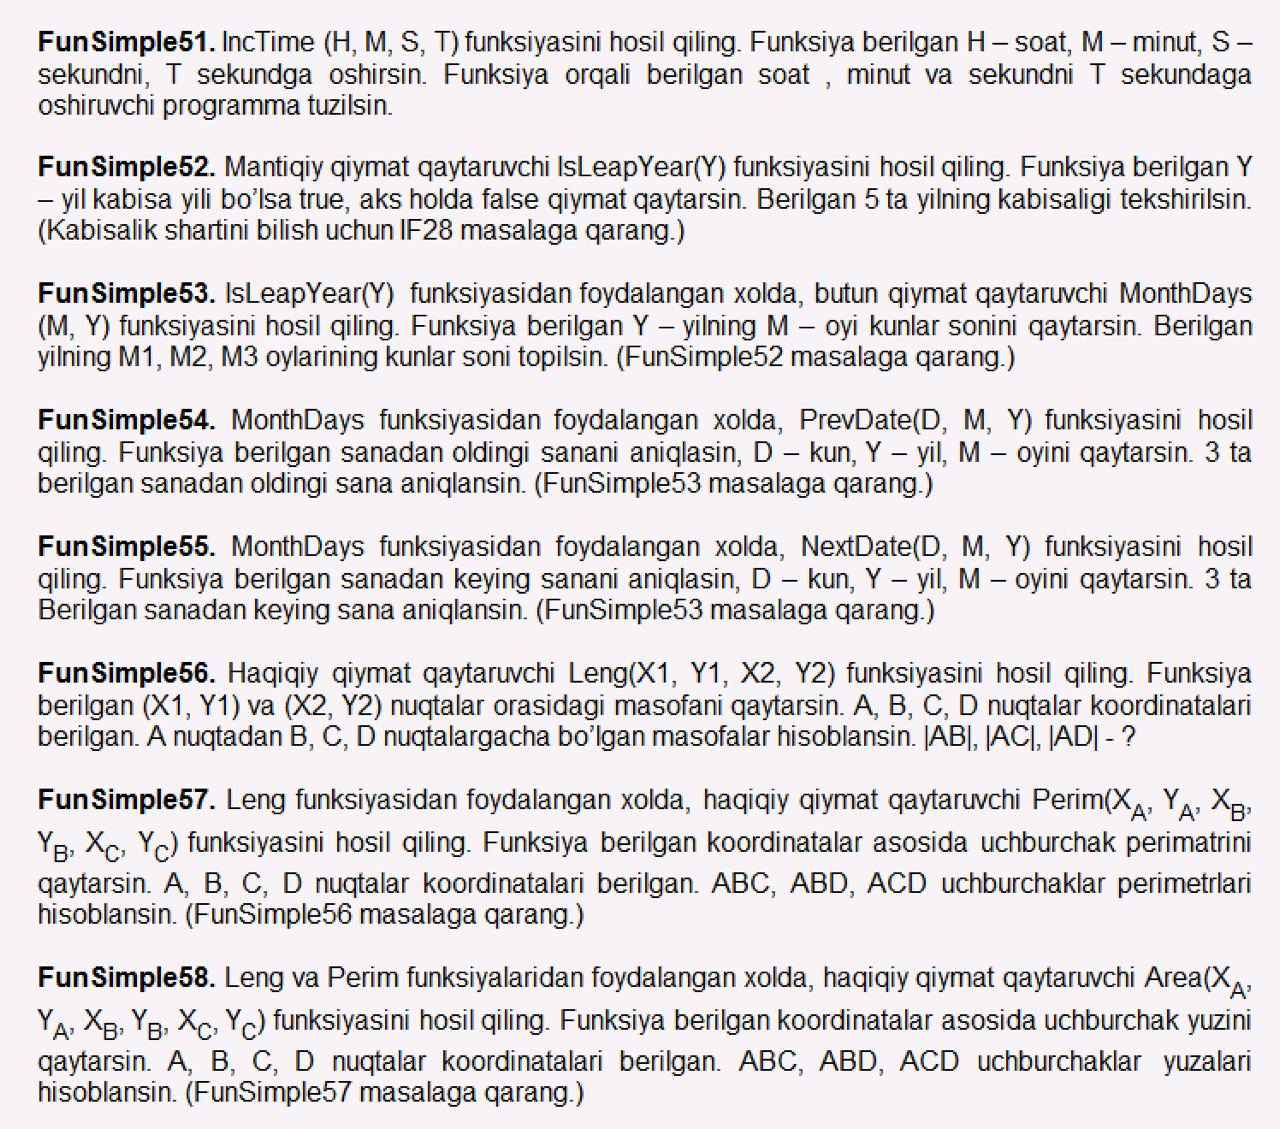 FunSimple51. IncTime (H, M, S, T) funksiyasini hosil qiling. Funksiya berilgan H – soat, M – minut, S –
sekundni, T sekundga oshirsin. Funksiya orqali berilgan soat , minut va sekundni T sekundaga
oshiruvchi programma tuzilsin.
FunSimple52. Mantiqiy qiymat qaytaruvchi IsLeapYear(Y) funksiyasini hosil qiling. Funksiya berilgan Y
– yil kabisa yili bo’lsa true, aks holda false qiymat qaytarsin. Berilgan 5 ta yilning kabisaligi tekshirilsin.
(Kabisalik shartini bilish uchun IF28 masalaga qarang.)
FunSimple53. IsLeapYear(Y) funksiyasidan foydalangan xolda, butun qiymat qaytaruvchi MonthDays
(M, Y) funksiyasini hosil qiling. Funksiya berilgan Y – yilning M – oyi kunlar sonini qaytarsin. Berilgan
yilning M1, M2, M3 oylarining kunlar soni topilsin. (FunSimple52 masalaga qarang.)
FunSimple54. MonthDays funksiyasidan foydalangan xolda, PrevDate(D, M, Y) funksiyasini hosil
qiling. Funksiya berilgan sanadan oldingi sanani aniqlasin, D – kun, Y – yil, M – oyini qaytarsin. 3 ta
berilgan sanadan oldingi sana aniqlansin. (FunSimple53 masalaga qarang.)
FunSimple55. MonthDays funksiyasidan foydalangan xolda, NextDate(D, M, Y) funksiyasini hosil
qiling. Funksiya berilgan sanadan keying sanani aniqlasin, D – kun, Y – yil, M – oyini qaytarsin. 3 ta
Berilgan sanadan keying sana aniqlansin. (FunSimple53 masalaga qarang.)
FunSimple56. Haqiqiy qiymat qaytaruvchi Leng(X1, Y1, X2, Y2) funksiyasini hosil qiling. Funksiya
berilgan (X1, Y1) va (X2, Y2) nuqtalar orasidagi masofani qaytarsin. A, B, C, D nuqtalar koordinatalari
berilgan. A nuqtadan B, C, D nuqtalargacha bo’lgan masofalar hisoblansin. |AB|, |AC|, |AD| - ?
FunSimple57. Leng funksiyasidan foydalangan xolda, haqiqiy qiymat qaytaruvchi Perim(X_A, Y_A, X_B,
Y_B, X_C, Y_C) funksiyasini hosil qiling. Funksiya berilgan koordinatalar asosida uchburchak perimatrini
qaytarsin. A, B, C, D nuqtalar koordinatalari berilgan. ABC, ABD, ACD uchburchaklar perimetrlari
hisoblansin. (FunSimple56 masalaga qarang.)
FunSimple58. Leng va Perim funksiyalaridan foydalangan xolda, haqiqiy qiymat qaytaruvchi Area(X_A,
Y_A, X_B, Y_B, X_C, Y_C) funksiyasini hosil qiling. Funksiya berilgan koordinatalar asosida uchburchak yuzini
qaytarsin. A, B, C, D nuqtalar koordinatalari berilgan. ABC, ABD, ACD uchburchaklar yuzalari
hisoblansin. (FunSimple57 masalaga qarang.)